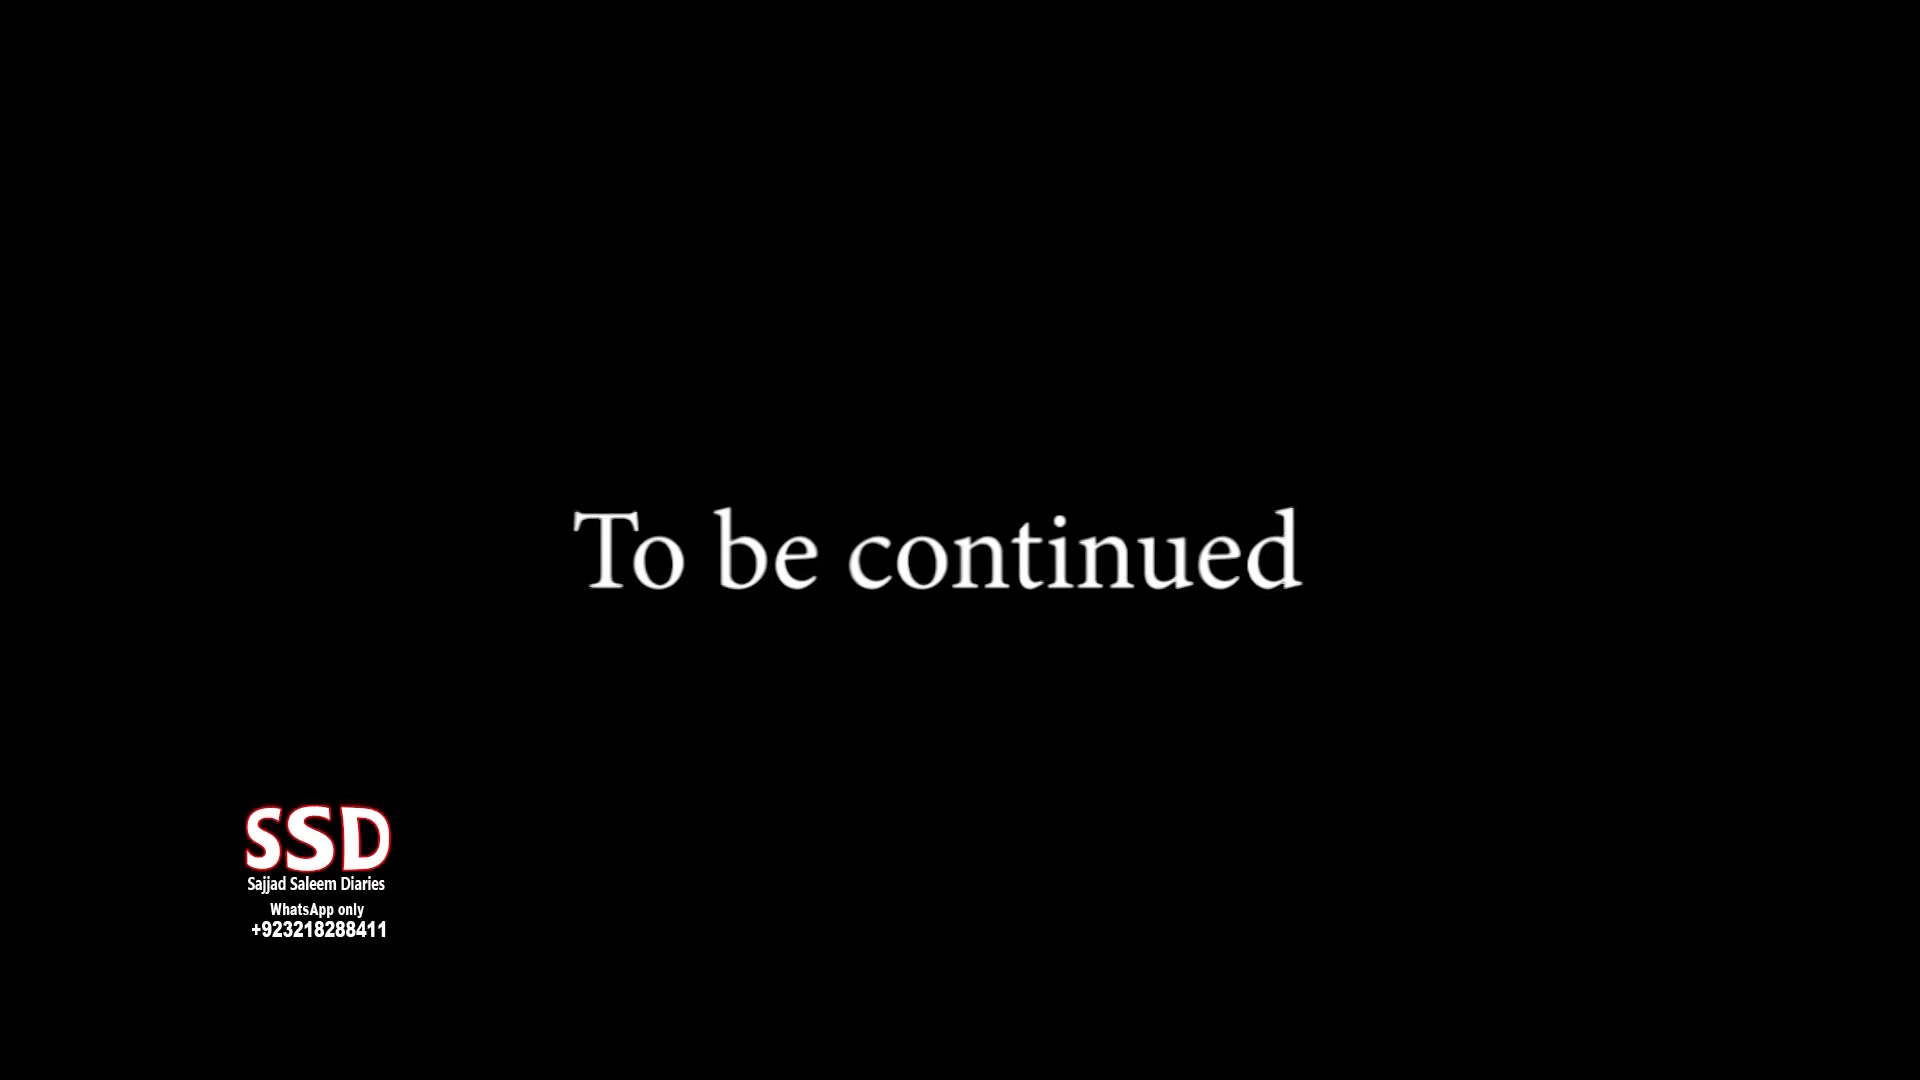 To be continued
SSD
Sajjad Saleem Diaries
WhatsApp only
+923218288411